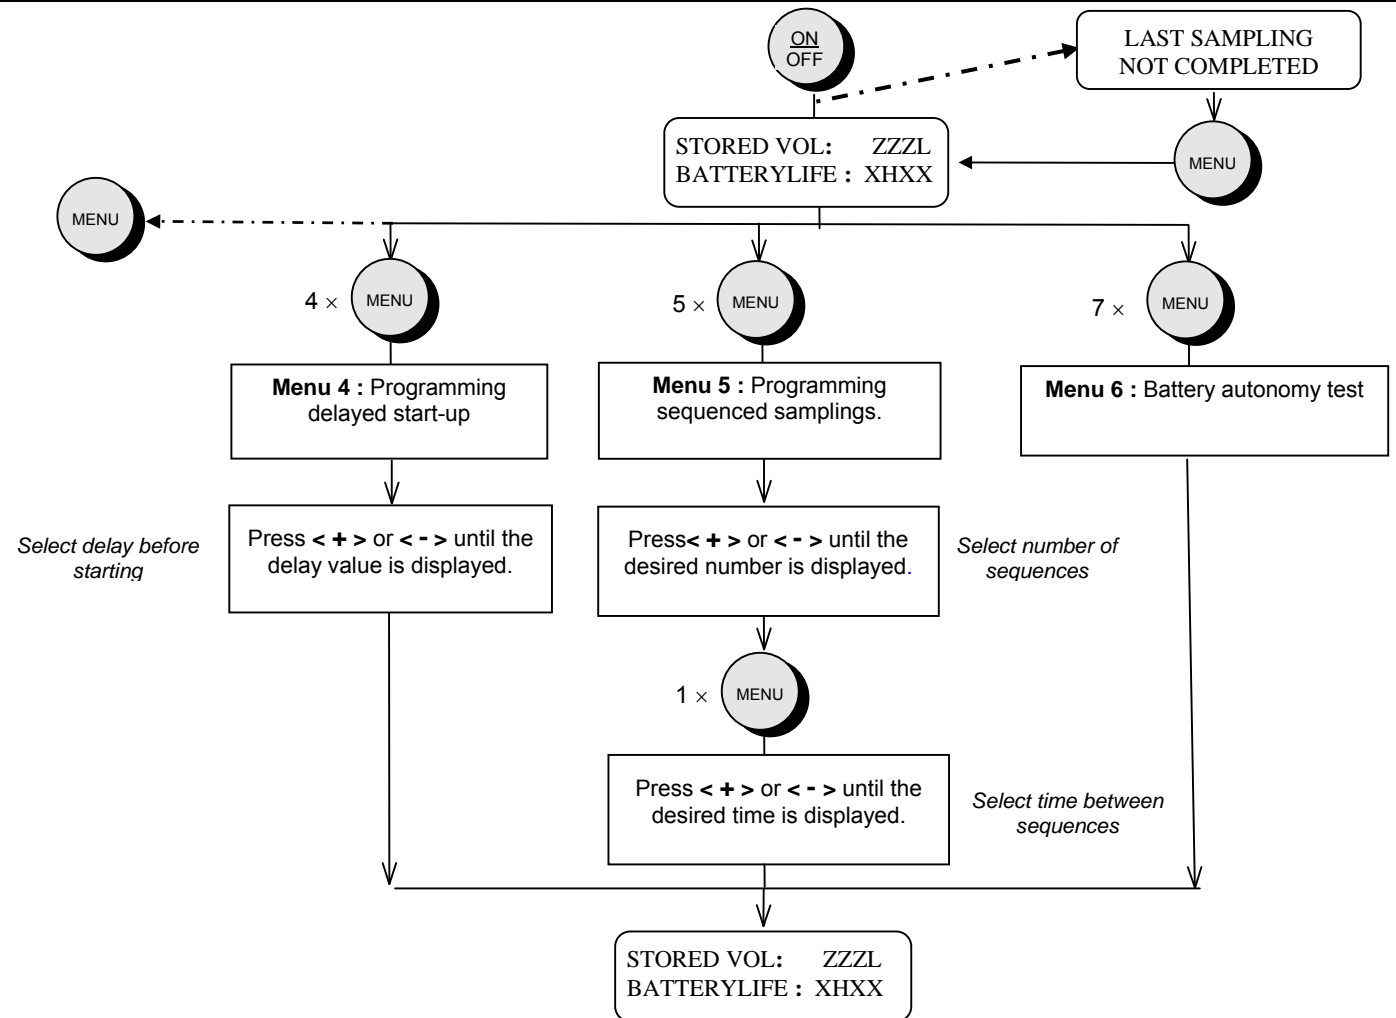 ON
OFF
LAST SAMPLING
NOT COMPLETED
STORED VOL: ZZZL
BATTERYLIFE : XHXX
MENU
MENU
4 × MENU
5 × MENU
7 × MENU
Menu 4 : Programming
delayed start-up
Menu 5 : Programming
sequenced samplings.
Menu 6 : Battery autonomy test
Select delay before
starting
Press < + > or < - > until the
delay value is displayed.
Press< + > or < - > until the
desired number is displayed.
Select number of
sequences
1 × MENU
Press < + > or < - > until the
desired time is displayed.
Select time between
sequences
STORED VOL: ZZZL
BATTERYLIFE : XHXX